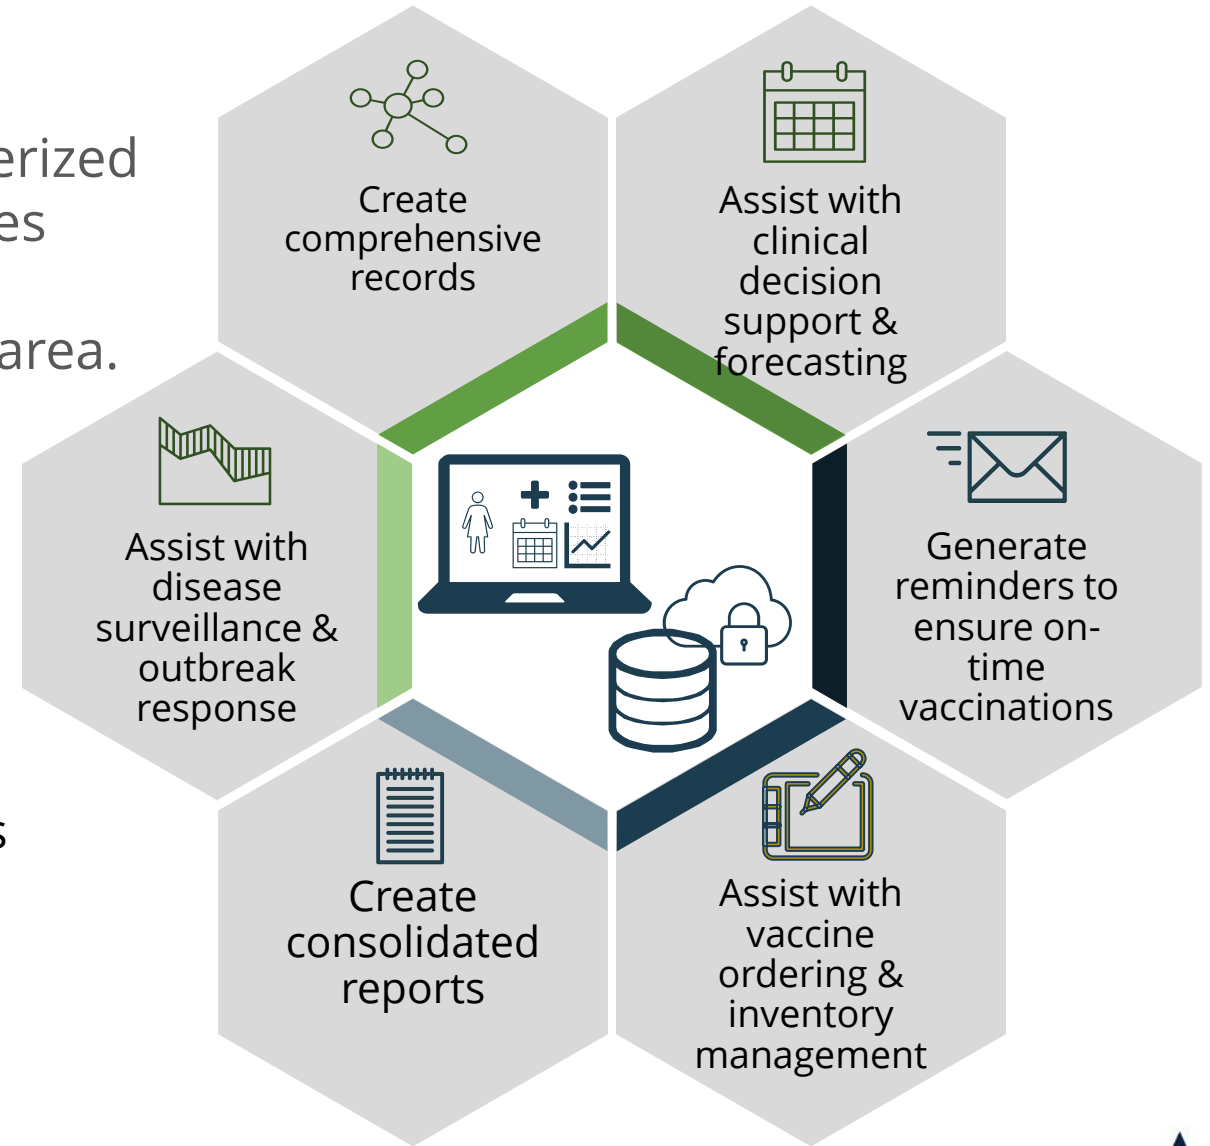 erized
es
area.
s
Create
comprehensive
records
Assist with
clinical
decision
support &
forecasting
Assist with
disease
surveillance &
outbreak
response
Generate
reminders to
ensure on-
time
vaccinations
Create
consolidated
reports
Assist with
vaccine
ordering &
inventory
management